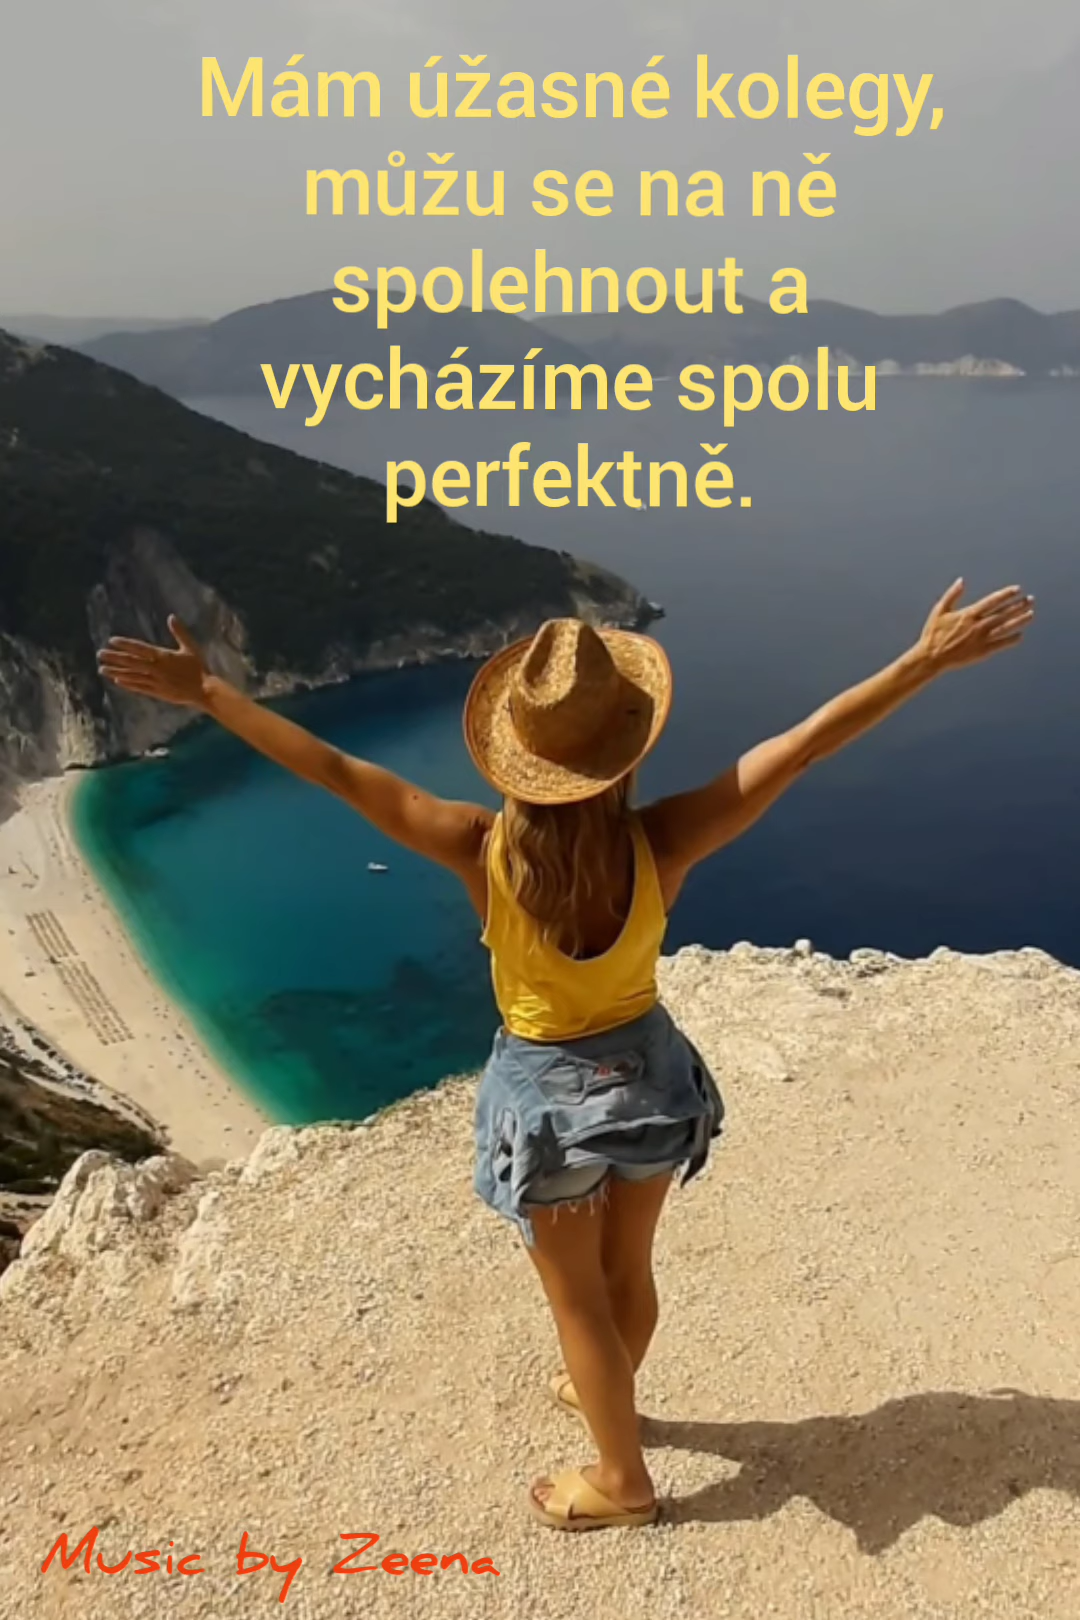 Mám úžasné kolegy,
můžu se na ně
spolehnout a
vycházíme spolu
perfektně.
Music by Zeena